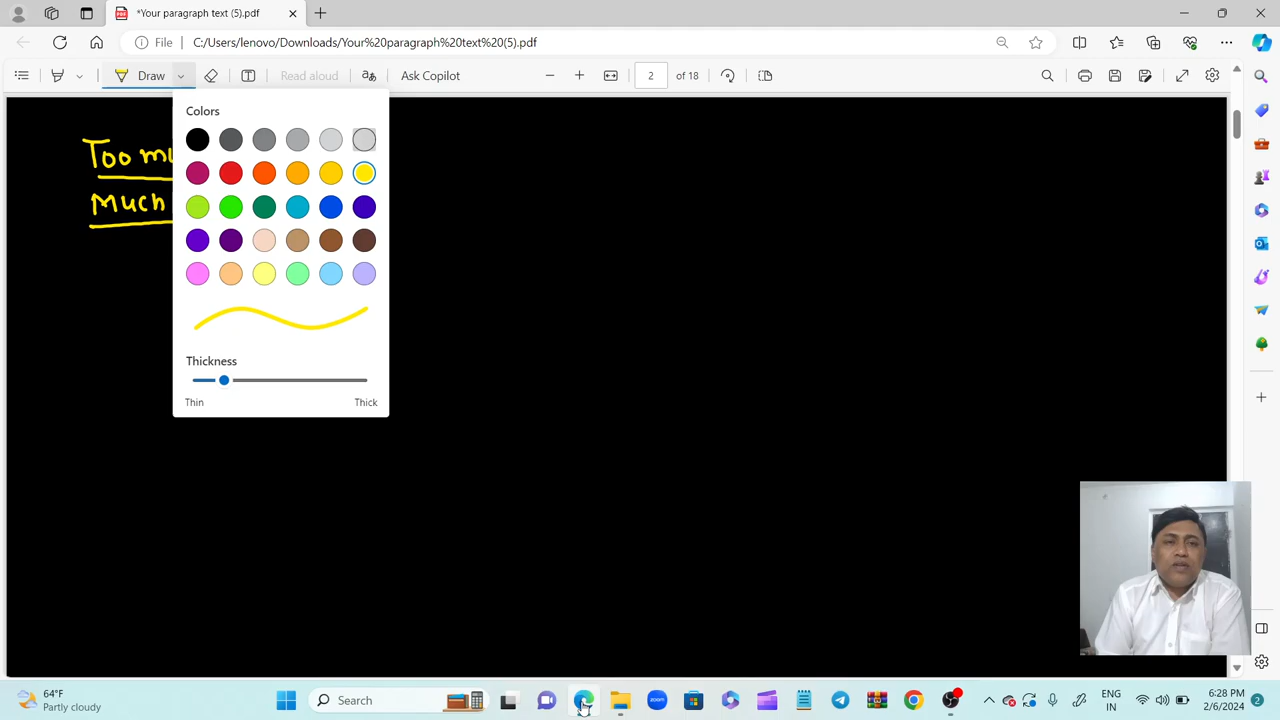 *Your paragraph text (5).pdf
File
C:/Users/lenovo/Downloads/Your%20paragraph%20text%20(5).pdf
Draw
Read aloud
Ask Copilot
2
of 18
Colors
Too
Much
Thickness
Thin
Thick
64°F
Partly cloudy
Search
zoom
ENG
IN
6:28 PM
2/6/2024
2